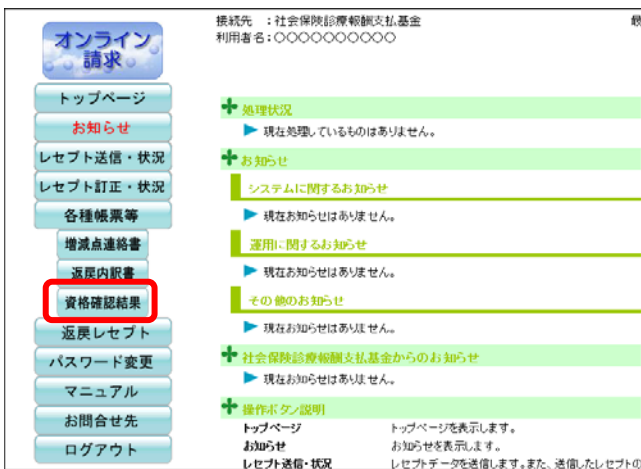 オンライン
請求
トップページ
お知らせ
レセプト送信・状況
レセプト訂正・状況
各種帳票等
増減点連絡書
返戻内訳書
資格確認結果
返戻レセプト
パスワード変更
マニュアル
お問合せ先
ログアウト
接続先 :社会保険診療報酬支払基金
最
利用者名:○○○○○○○○○○
処理状況
現在処理しているものはありません。
お知らせ
システムに関するお知らせ
現在お知らせはありません。
運用に関するお知らせ
現在お知らせはありません。
その他のお知らせ
現在お知らせはありません。
社会保険診療報酬支払基金からのお知らせ
現在お知らせはありません。
操作ボタン説明
トップページ トップページを表示します。
お知らせ お知らせを表示します。
レセプト送信・状況 レセプトデータを送信します。また、送信したレセプトの